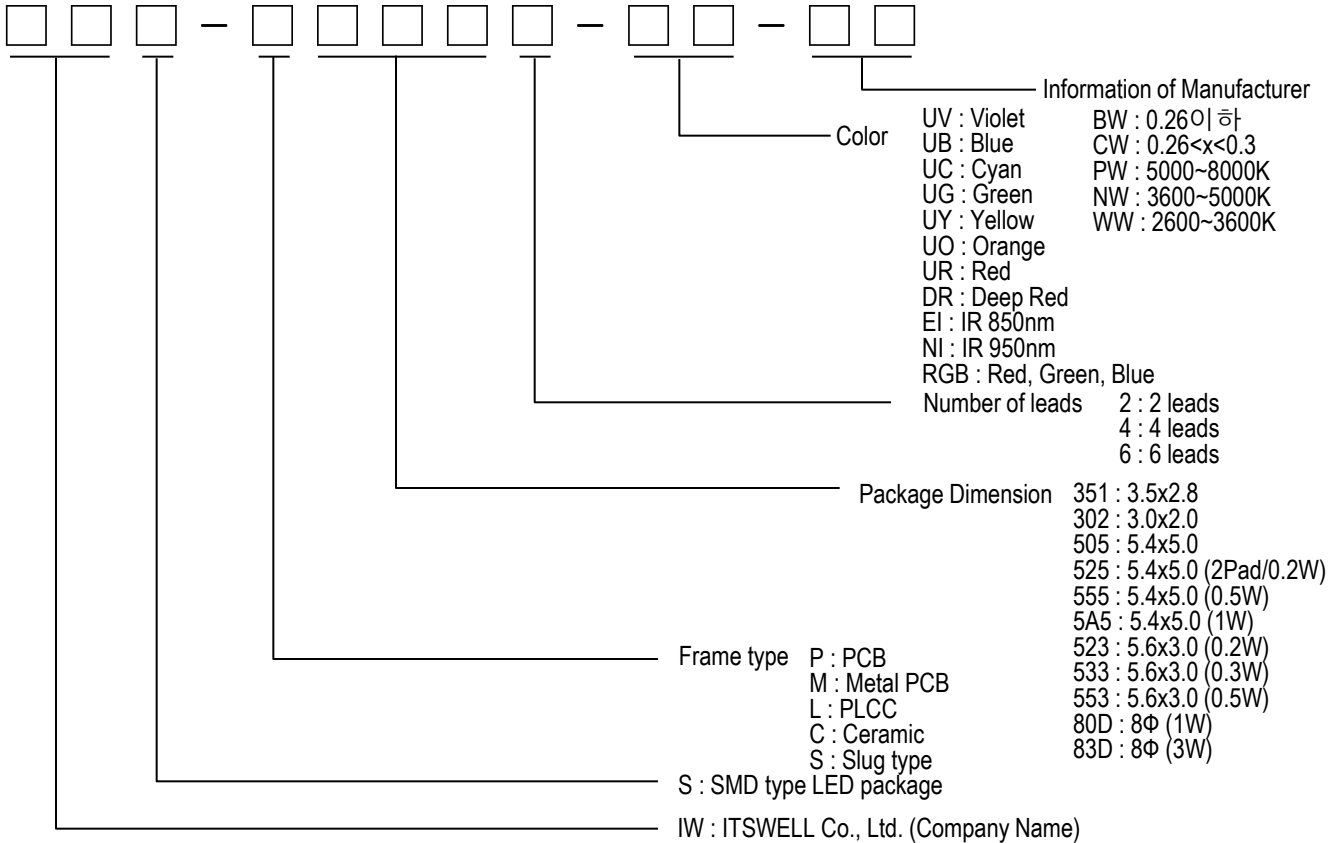 Information of Manufacturer
Color
UV : Violet
UB : Blue
UC : Cyan
UG : Green
UY : Yellow
UO : Orange
UR : Red
DR : Deep Red
EI : IR 850nm
NI : IR 950nm
RGB : Red, Green, Blue
BW : 0.26이하
CW : 0.26<x<0.3
PW : 5000~8000K
NW : 3600~5000K
WW : 2600~3600K
Number of leads
2 : 2 leads
4 : 4 leads
6 : 6 leads
Package Dimension
351 : 3.5x2.8
302 : 3.0x2.0
505 : 5.4x5.0
525 : 5.4x5.0 (2Pad/0.2W)
555 : 5.4x5.0 (0.5W)
5A5 : 5.4x5.0 (1W)
523 : 5.6x3.0 (0.2W)
533 : 5.6x3.0 (0.3W)
553 : 5.6x3.0 (0.5W)
80D : 8Φ (1W)
83D : 8Φ (3W)
Frame type
P : PCB
M : Metal PCB
L : PLCC
C : Ceramic
S : Slug type
S : SMD type LED package
IW : ITSWELL Co., Ltd. (Company Name)